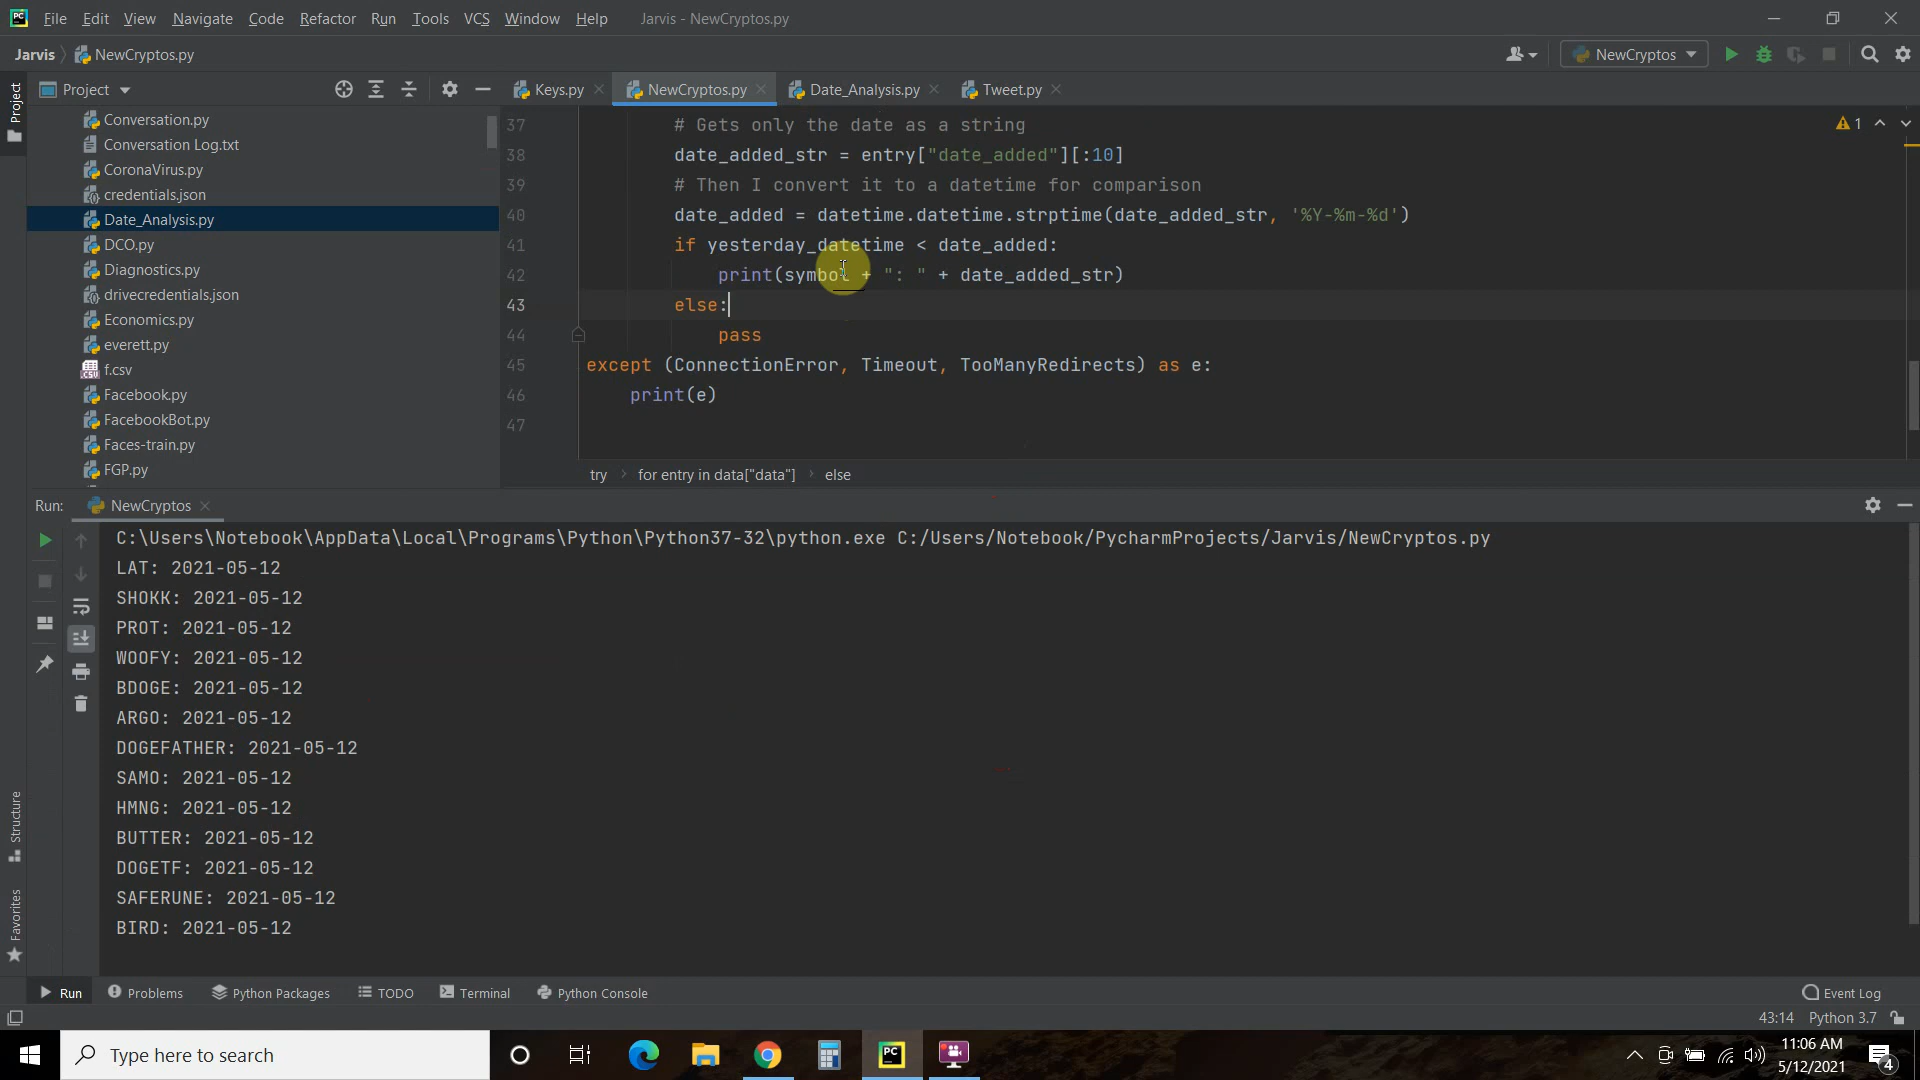 File Edit View Navigate Code Refactor Run Tools VCS Window Help Jarvis - NewCryptos.py
Jarvis NewCryptos.py NewCryptos
Project Keys.py NewCryptos.py Date_Analysis.py Tweet.py
Project
Conversation.py
Conversation Log.txt
CoronaVirus.py
credentials.json
Date_Analysis.py
DCO.py
Diagnostics.py
drivecredentials.json
Economics.py
everett.py
f.csv
Facebook.py
FacebookBot.py
Faces-train.py
FGP.py
1
37 # Gets only the date as a string
38 date_added_str = entry["date_added"][:10]
39 # Then I convert it to a datetime for comparison
40 date_added = datetime.datetime.strptime(date_added_str, '%Y-%m-%d')
41 if yesterday_datetime < date_added:
42 print(symbol + ": " + date_added_str)
43 else:
44 pass
45 except (ConnectionError, Timeout, TooManyRedirects) as e:
46 print(e)
47
try for entry in data["data"] else
Run: NewCryptos
C:\Users\Notebook\AppData\Local\Programs\Python\Python37-32\python.exe C:/Users/Notebook/PycharmProjects/Jarvis/NewCryptos.py
LAT: 2021-05-12
SHOKK: 2021-05-12
PROT: 2021-05-12
WOOFY: 2021-05-12
BDOGE: 2021-05-12
ARGO: 2021-05-12
DOGEFATHER: 2021-05-12
SAMO: 2021-05-12
HMNG: 2021-05-12
BUTTER: 2021-05-12
DOGETF: 2021-05-12
SAFERUNE: 2021-05-12
BIRD: 2021-05-12
Structure
Favorites
Run Problems Python Packages TODO Terminal Python Console Event Log
43:14 Python 3.7
Type here to search
PC
11:06 AM
5/12/2021
4